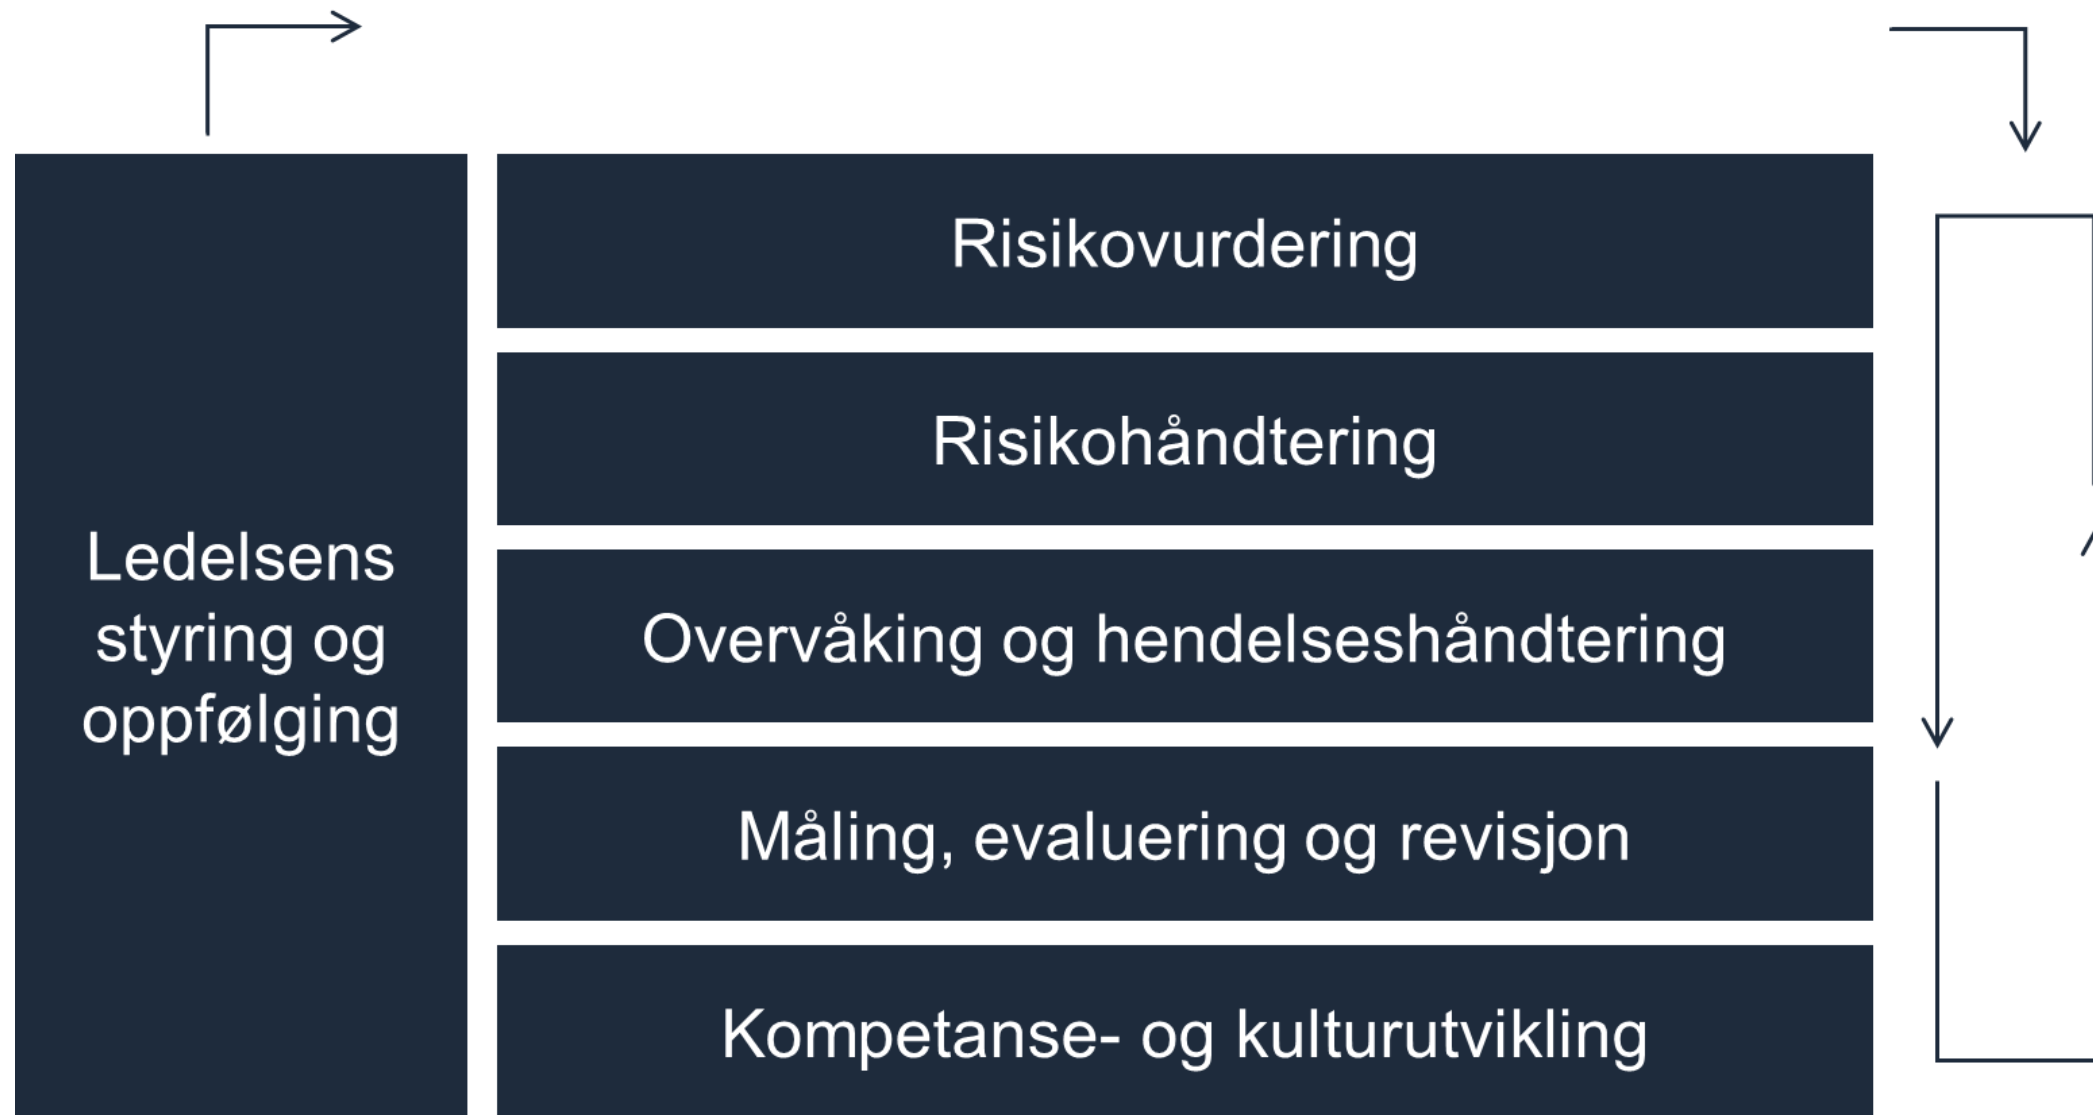 Ledelsens
styring og
oppfølging
Risikovurdering
Risikohåndtering
Overvåking og hendelseshåndtering
Måling, evaluering og revisjon
Kompetanse- og kulturutvikling